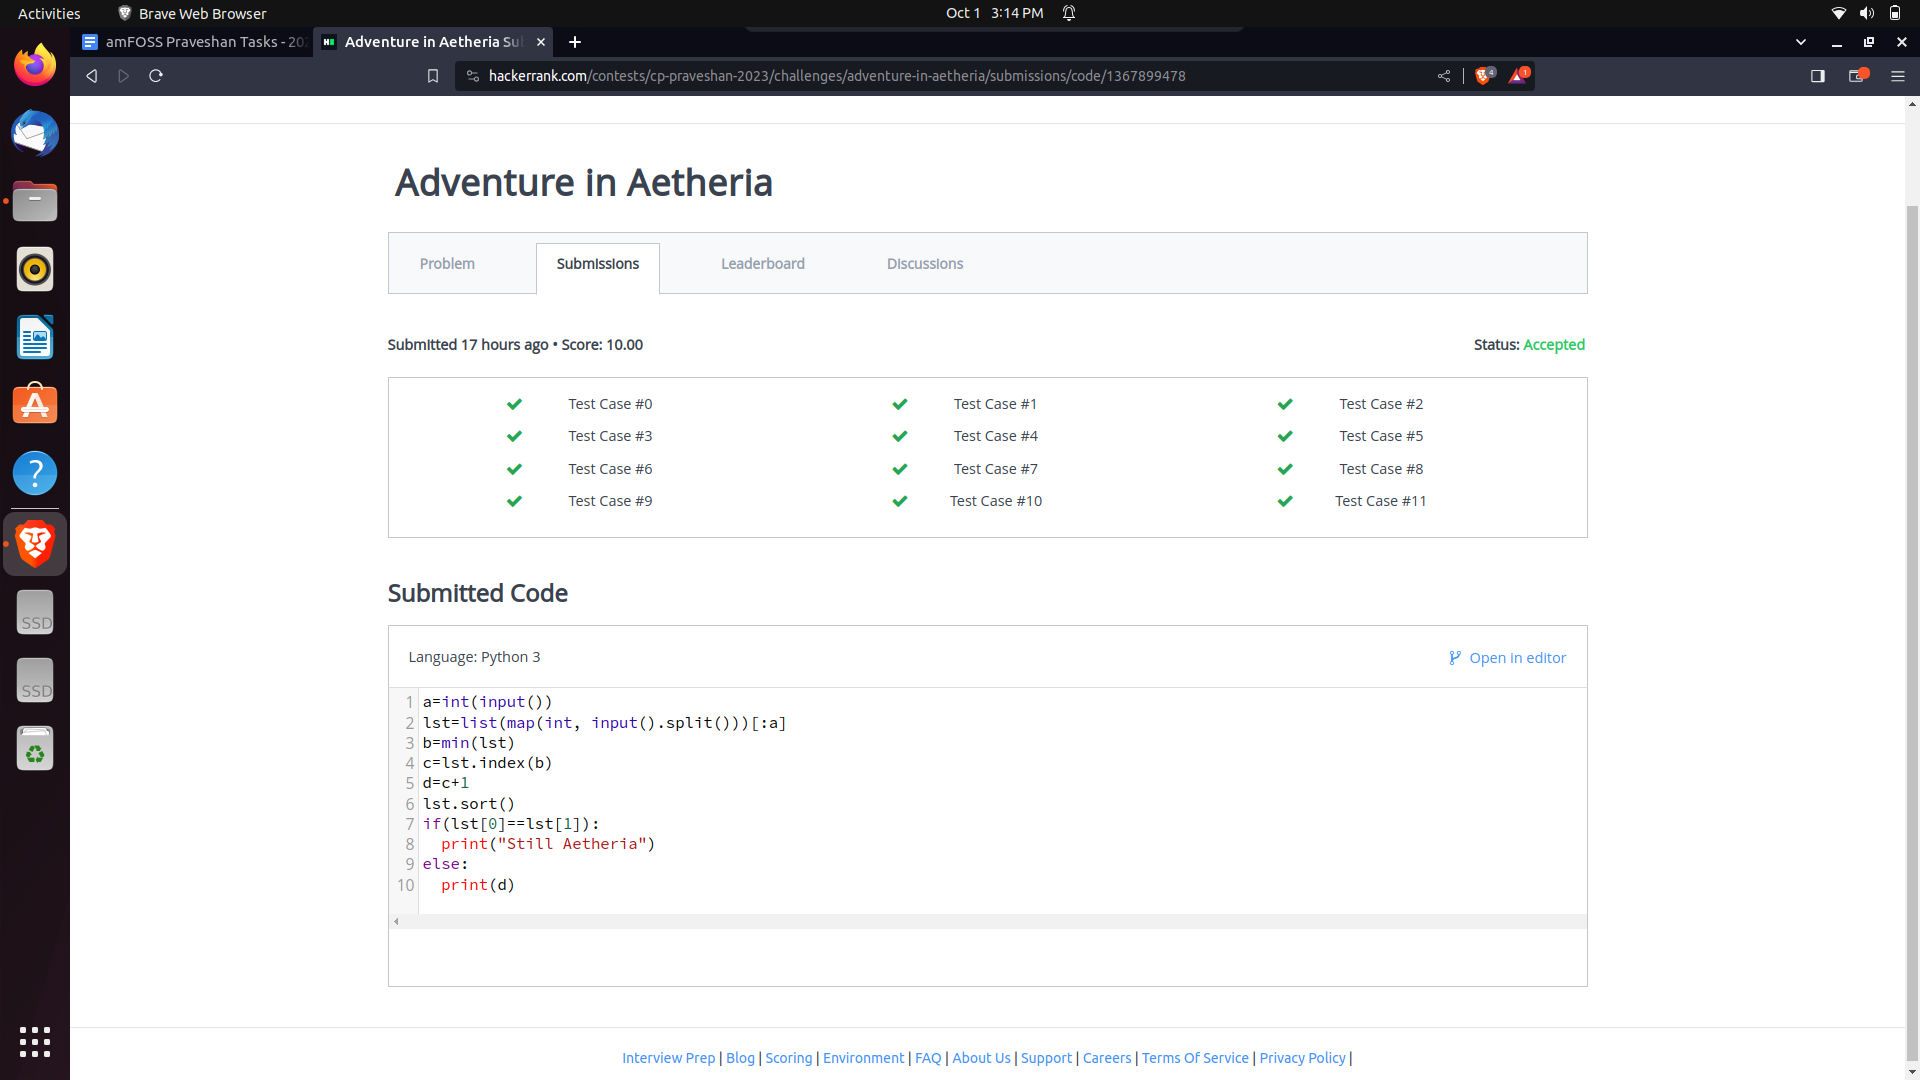 Activities
Brave Web Browser
Oct 1 3:14 PM
amFOSS Praveshan Tasks - 202
Adventure in Aetheria Su
hackerrank.com/contests/cp-praveshan-2023/challenges/adventure-in-aetheria/submissions/code/1367899478
4
1
Adventure in Aetheria
Problem
Submissions
Leaderboard
Discussions
Submitted 17 hours ago • Score: 10.00
Status: Accepted
Test Case #0
Test Case #1
Test Case #2
Test Case #3
Test Case #4
Test Case #5
Test Case #6
Test Case #7
Test Case #8
Test Case #9
Test Case #10
Test Case #11
Submitted Code
Language: Python 3
Open in editor
1 a=int(input())
2 lst=list(map(int, input().split()))[:a]
3 b=min(lst)
4 c=lst.index(b)
5 d=c+1
6 lst.sort()
7 if(lst[0]==lst[1]):
8   print("Still Aetheria")
9 else:
10   print(d)
SSD
SSD
Interview Prep | Blog | Scoring | Environment | FAQ | About Us | Support | Careers | Terms Of Service | Privacy Policy |